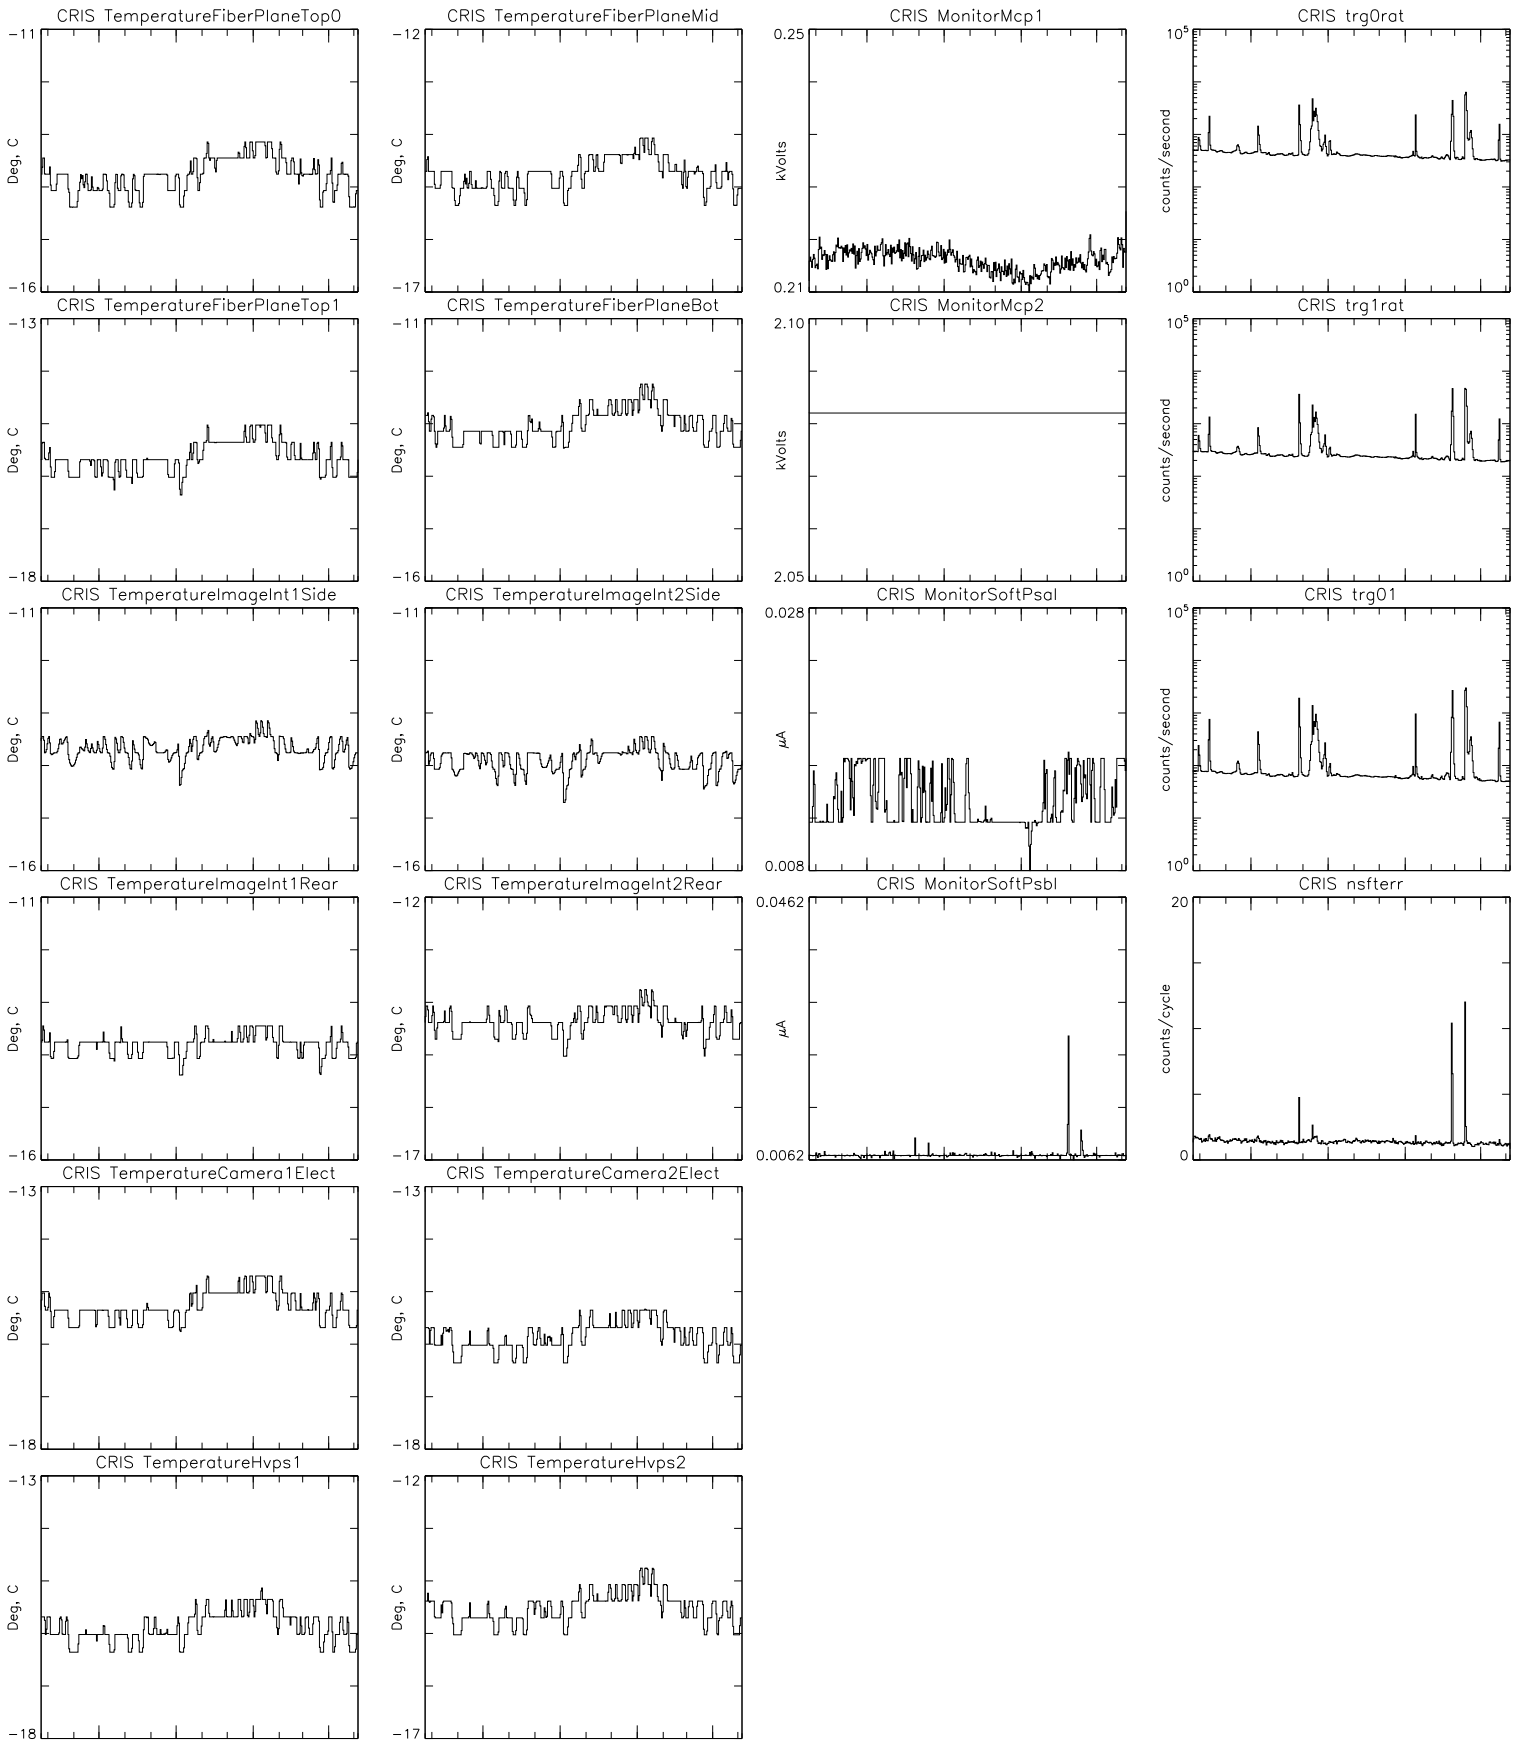 CRIS TemperatureFiberPlaneTop0
-11
Deg, C
-16
CRIS TemperatureFiberPlaneMid
-12
Deg, C
-17
CRIS MonitorMcp1
0.25
kVolts
0.21
CRIS trg0rat
10^5
counts/second
10^0
CRIS TemperatureFiberPlaneTop1
-13
Deg, C
-18
CRIS TemperatureFiberPlaneBot
-11
Deg, C
-16
CRIS MonitorMcp2
2.10
kVolts
2.05
CRIS trg1rat
10^5
counts/second
10^0
CRIS TemperatureImageInt1Side
-11
Deg, C
-16
CRIS TemperatureImageInt2Side
-11
Deg, C
-16
CRIS MonitorSoftPsaI
0.028
μA
0.008
CRIS trg01
10^5
counts/second
10^0
CRIS TemperatureImageInt1Rear
-11
Deg, C
-16
CRIS TemperatureImageInt2Rear
-12
Deg, C
-17
CRIS MonitorSoftPsbI
0.0462
μA
0.0062
CRIS nsfterr
20
counts/cycle
0
CRIS TemperatureCamera1Elect
-13
Deg, C
-18
CRIS TemperatureCamera2Elect
-13
Deg, C
-18
CRIS TemperatureHvps1
-13
Deg, C
-18
CRIS TemperatureHvps2
-12
Deg, C
-17